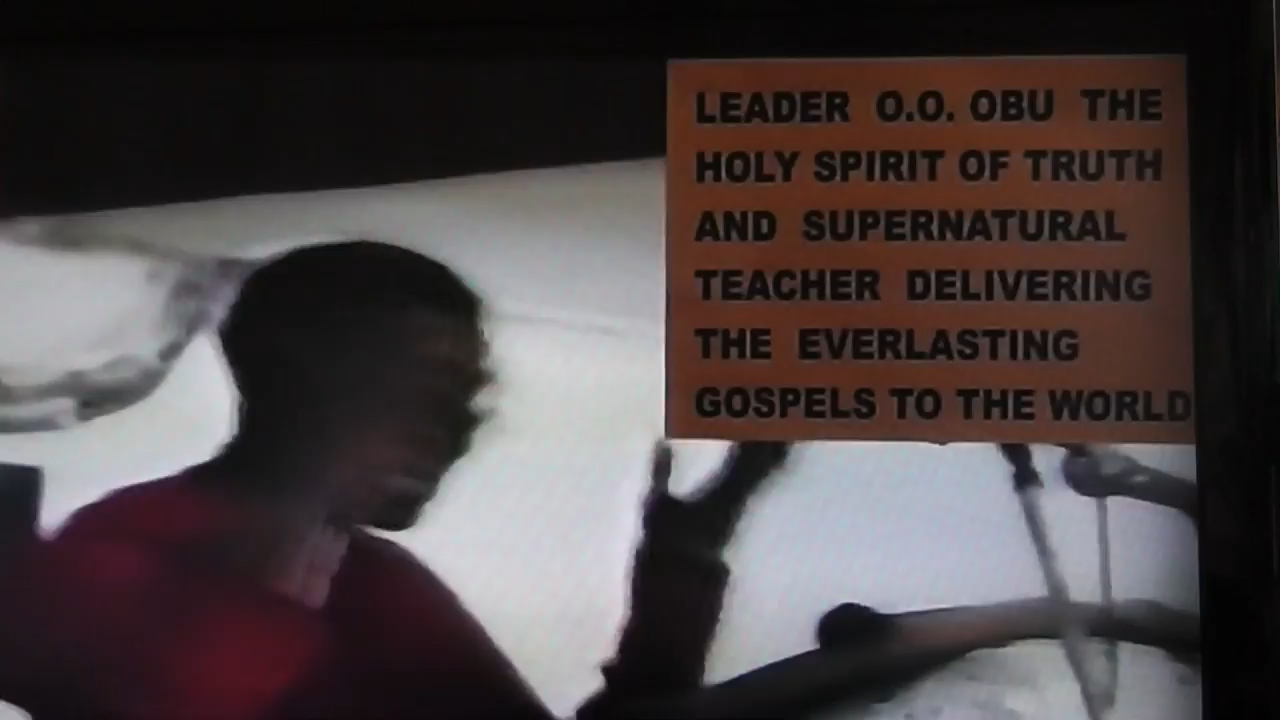 LEADER O.O. OBU THE
HOLY SPIRIT OF TRUTH
AND SUPERNATURAL
TEACHER DELIVERING
THE EVERLASTING
GOSPELS TO THE WORLD